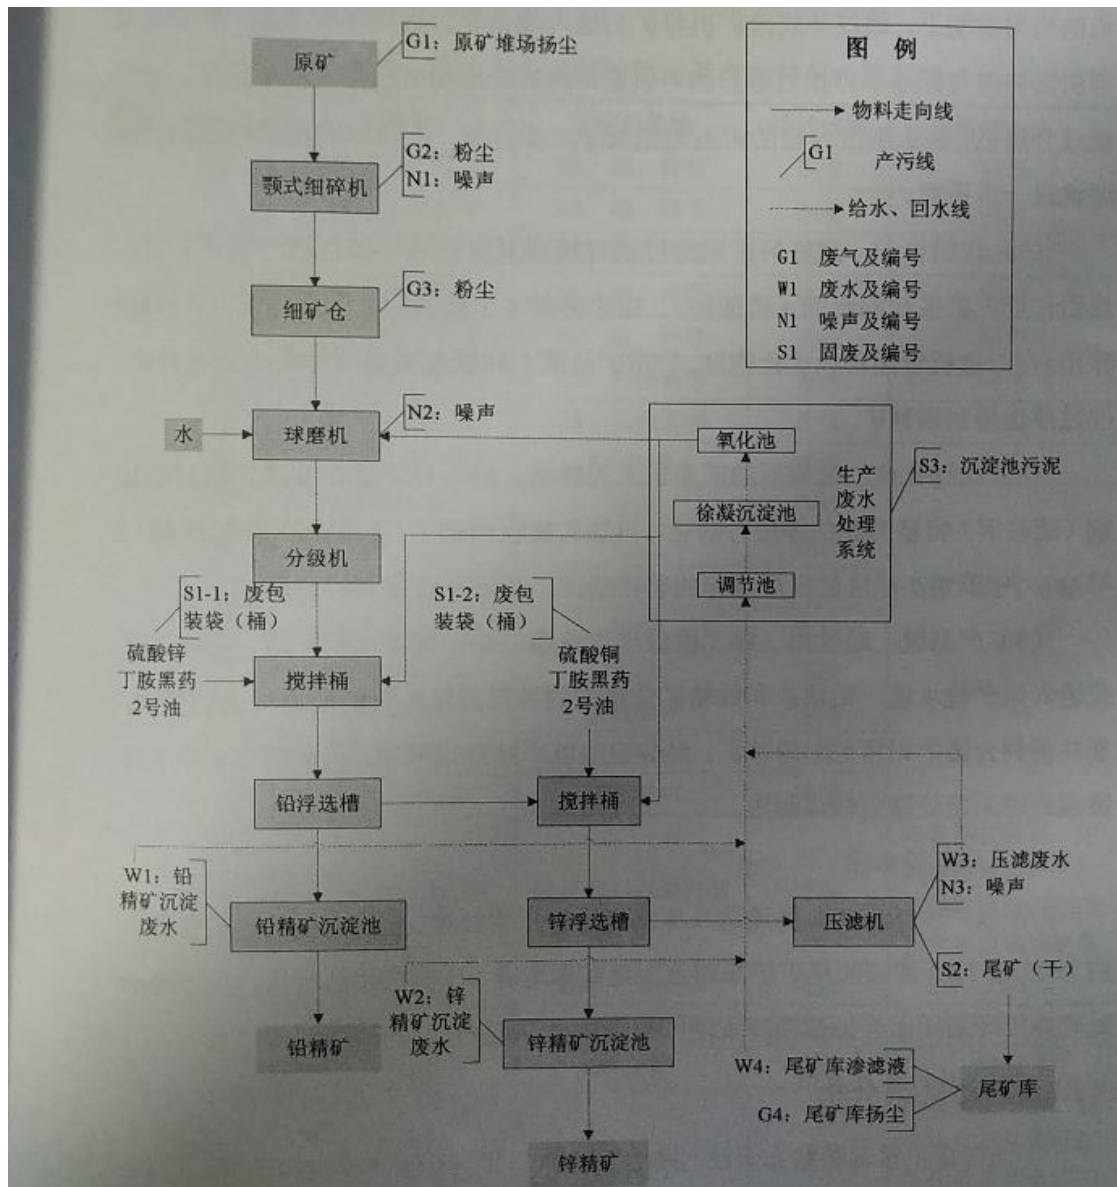 原矿
G1：原矿堆场扬尘
图 例
物料走向线
G1
产污线
给水、回水线
G1 废气及编号
W1 废水及编号
N1 噪声及编号
S1 固废及编号
颚式细碎机
G2：粉尘
N1：噪声
细矿仓
G3：粉尘
水
球磨机
N2：噪声
氧化池
徐凝沉淀池
调节池
生产
废水
处理
系统
S3：沉淀池污泥
分级机
S1-1：废包
装袋（桶）
硫酸锌
丁胺黑药
2号油
搅拌桶
S1-2：废包
装袋（桶）
硫酸铜
丁胺黑药
2号油
铅浮选槽
搅拌桶
W1：铅
精矿沉淀
废水
铅精矿沉淀池
锌浮选槽
压滤机
W3：压滤废水
N3：噪声
S2：尾矿（干）
铅精矿
W2：锌
精矿沉淀
废水
锌精矿沉淀池
W4：尾矿库渗滤液
G4：尾矿库扬尘
尾矿库
锌精矿